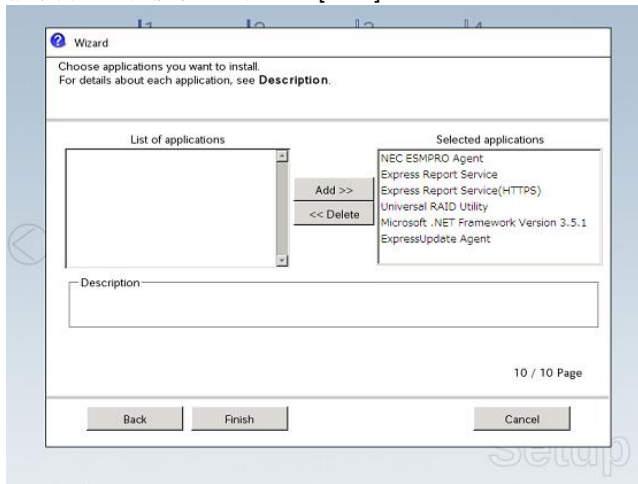 Wizard
Choose applications you want to install.
For details about each application, see Description.
List of applications
Selected applications
NEC ESMPRO Agent
Express Report Service
Express Report Service(HTTPS)
Universal RAID Utility
Microsoft .NET Framework Version 3.5.1
ExpressUpdate Agent
Add >>
<< Delete
Description
10 / 10 Page
Back
Finish
Cancel
Setup